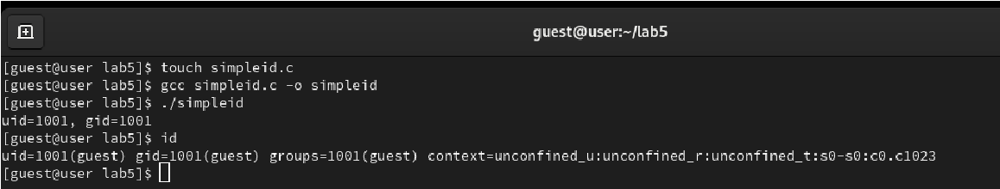 guest@user:~/lab5
[guest@user lab5]$ touch simpleid.c
[guest@user lab5]$ gcc simpleid.c -o simpleid
[guest@user lab5]$ ./simpleid
uid=1001, gid=1001
[guest@user lab5]$ id
uid=1001(guest) gid=1001(guest) groups=1001(guest) context=unconfined_u:unconfined_r:unconfined_t:s0-s0:c0.c1023
[guest@user lab5]$